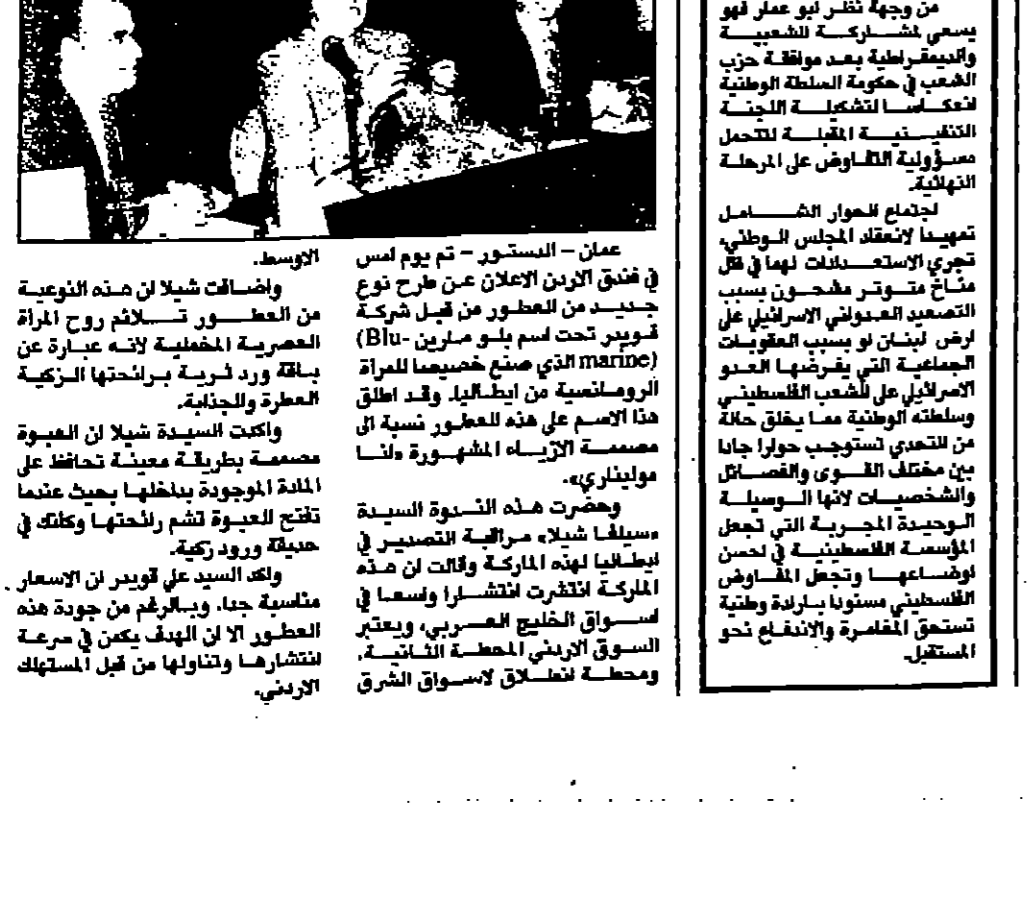 من وجهة نظر ابو عمار فهو
يسعى لمشاركة الشعبية
والديمقراطية بعد موافقة حزب
الشعب في حكومة السلطة الوطنية
انعكاسا لتشكيلة اللجنة
التنفيذية المقبلة لتتحمل
مسؤولية التفاوض على المرحلة
النهائية.
اجتماع الحوار الشامل
تمهيدا لانعقاد المجلس الوطني،
تجري الاستعدادات لهما في ظل
مناخ متوتر مشحون بسبب
التصعيد العدواني الاسرائيلي على
ارض لبنان او بسبب العقوبات
الجماعية التي يفرضها العدو
الاسرائيلي على الشعب الفلسطيني
وسلطته الوطنية مما يخلق حالة
من التحدي تستوجب حوارا جادا
بين مختلف القوى والفصائل
والشخصيات لانها الوسيلة
الوحيدة المجربة التي تجعل
المؤسسة الفلسطينية في احسن
اوضاعها وتجعل المفاوض
الفلسطيني مسنودا بارادة وطنية
تستحق المغامرة والاندفاع نحو
المستقبل.
عمان – الدستور – تم يوم امس
في فندق الاردن الاعلان عن طرح نوع
جديد من العطور من قبل شركة
قويدر تحت اسم بلو مارين (Blu-
marine) الذي صنع خصيصا للمرأة
الرومانسية من ايطاليا. وقد اطلق
هذا الاسم على هذه العطور نسبة الى
مصممة الازياء المشهورة «انا
موليناري».
وحضرت هذه الندوة السيدة
«سيلفا شيلا» مراقبة التصدير في
ايطاليا لهذه الماركة وقالت ان هذه
الماركة انتشرت انتشارا واسعا في
اسواق الخليج العربي، ويعتبر
السوق الاردني المحطة الثانية،
ومحطة انطلاق لاسواق الشرق
الاوسط.
واضافت شيلا ان هذه النوعية
من العطور تلائم روح المرأة
العصرية المخملية لانه عبارة عن
باقة ورد ثرية برائحتها الزكية
العطرة والجذابة.
واكدت السيدة شيلا ان العبوة
مصممة بطريقة معينة تحافظ على
المادة الموجودة بداخلها بحيث عندما
تفتح العبوة تشم رائحتها وكأنك في
حديقة ورود زكية.
واكد السيد علي قويدر ان الاسعار
مناسبة جدا. وبالرغم من جودة هذه
العطور الا ان الهدف يكمن في سرعة
انتشارها وتناولها من قبل المستهلك
الاردني.